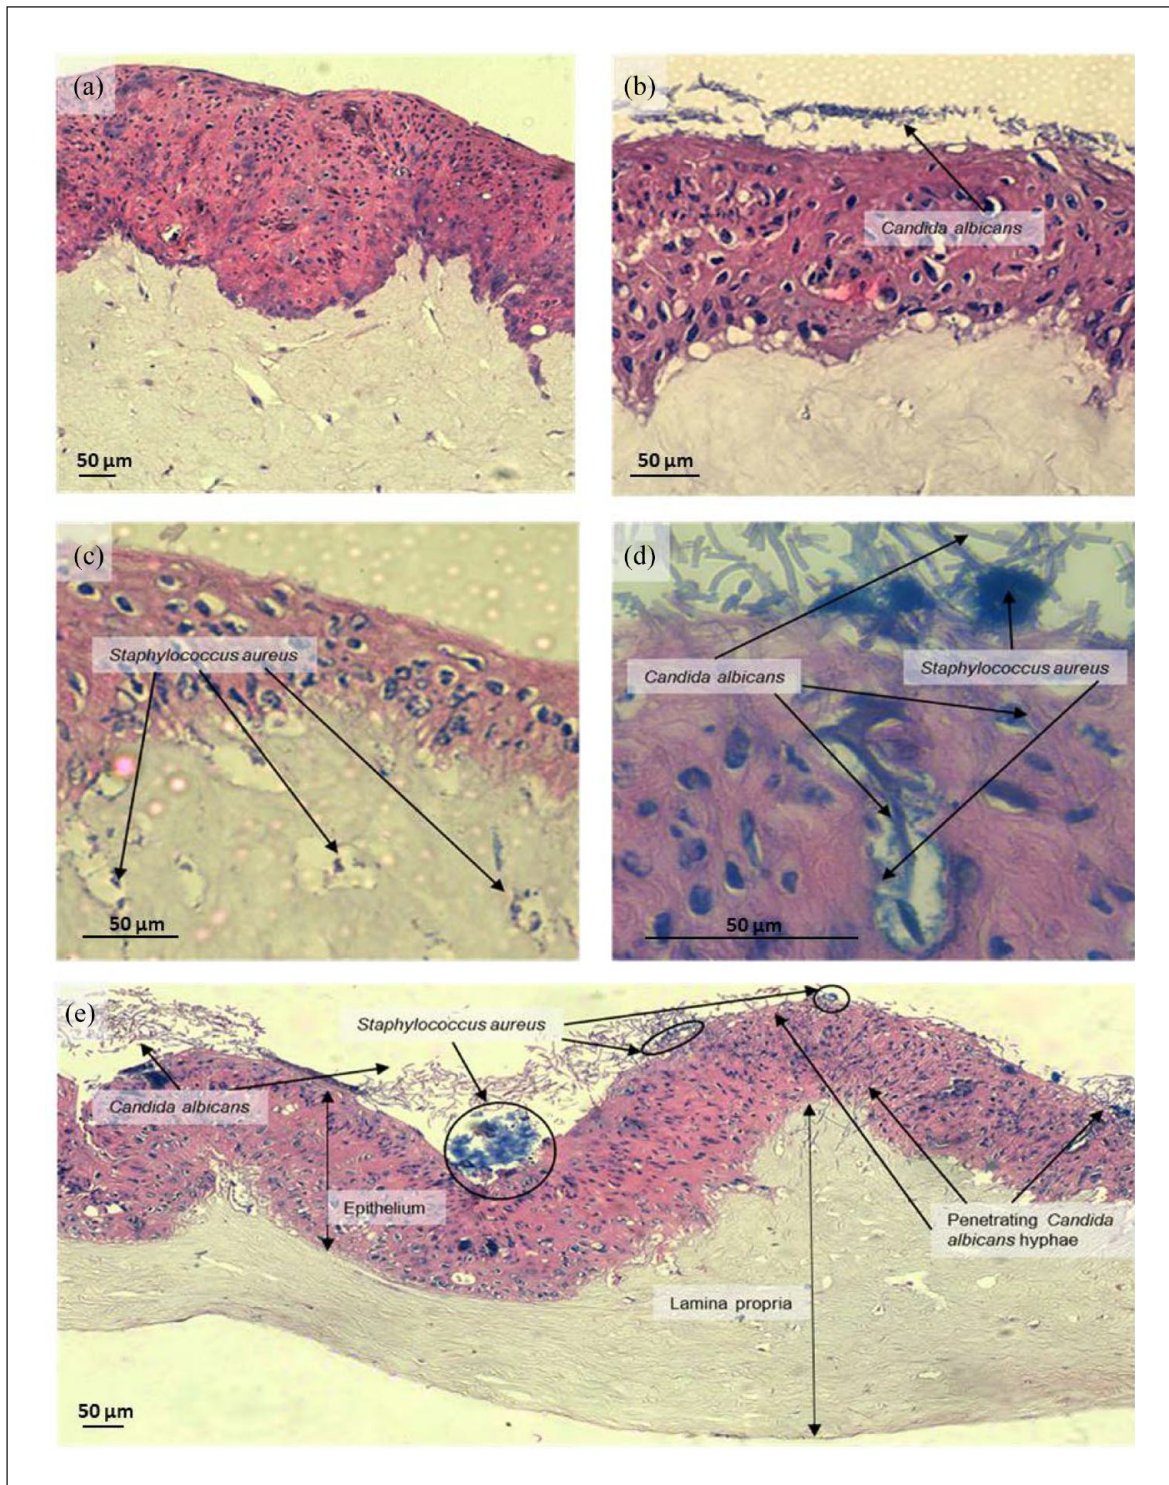 (a)
50 µm
(b)
Candida albicans
50 µm
(c)
Staphylococcus aureus
50 µm
(d)
Candida albicans
Staphylococcus aureus
50 µm
(e)
Staphylococcus aureus
Candida albicans
Epithelium
Penetrating Candida
albicans hyphae
Lamina propria
50 µm